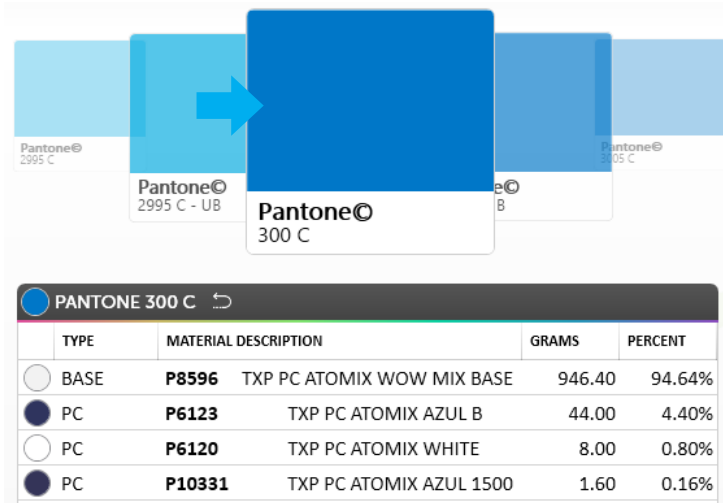 Pantone©
2995 C
Pantone©
2995 C - UB
Pantone©
300 C
e©
B
Pantone©
3005 C
PANTONE 300 C
TYPE MATERIAL DESCRIPTION GRAMS PERCENT
BASE P8596 TXP PC ATOMIX WOW MIX BASE 946.40 94.64%
PC P6123 TXP PC ATOMIX AZUL B 44.00 4.40%
PC P6120 TXP PC ATOMIX WHITE 8.00 0.80%
PC P10331 TXP PC ATOMIX AZUL 1500 1.60 0.16%